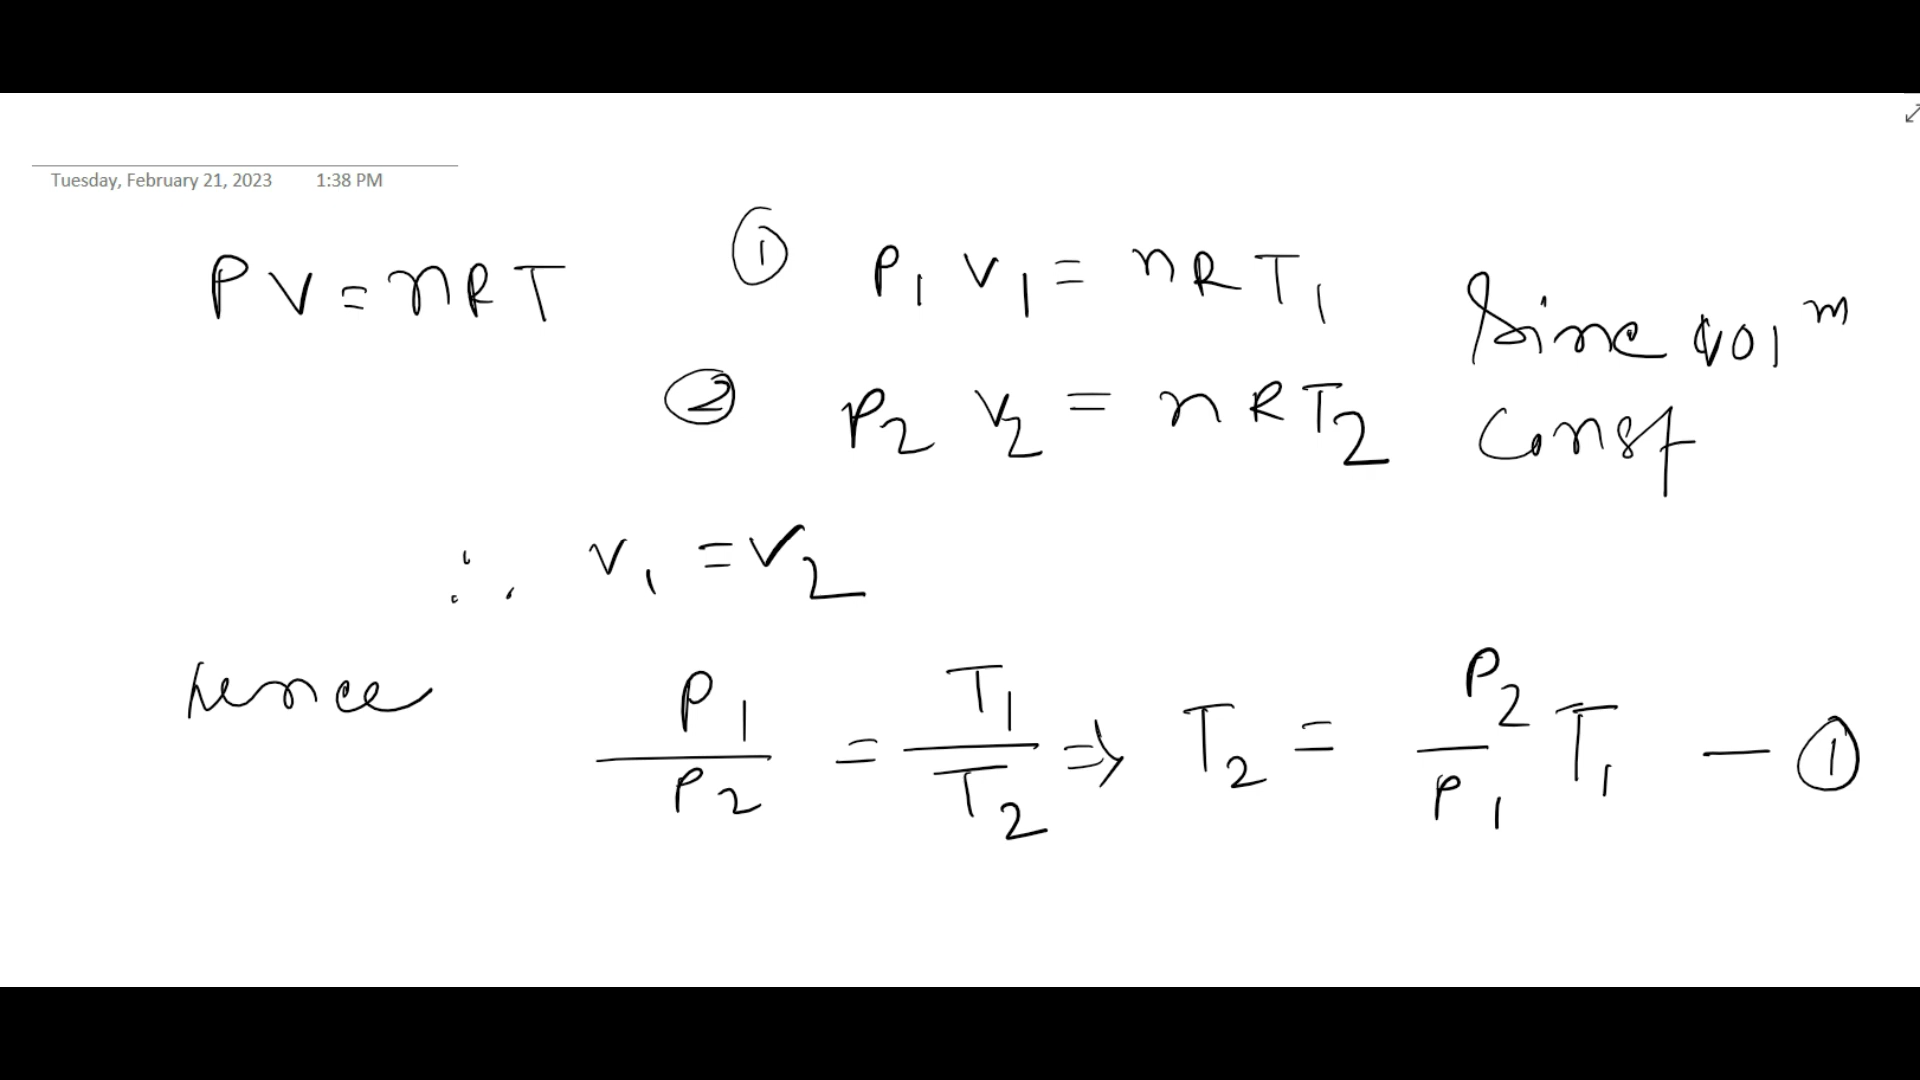 Tuesday, February 21, 2023 1:38 PM
PV = nRT ① P₁ V₁ = nRT₁
② P₂ V₂ = nRT₂
Since volᵐ
const
∴ V₁ = V₂
hence P₁/P₂ = T₁/T₂ ⇒ T₂ = P₂/P₁ T₁ — ①